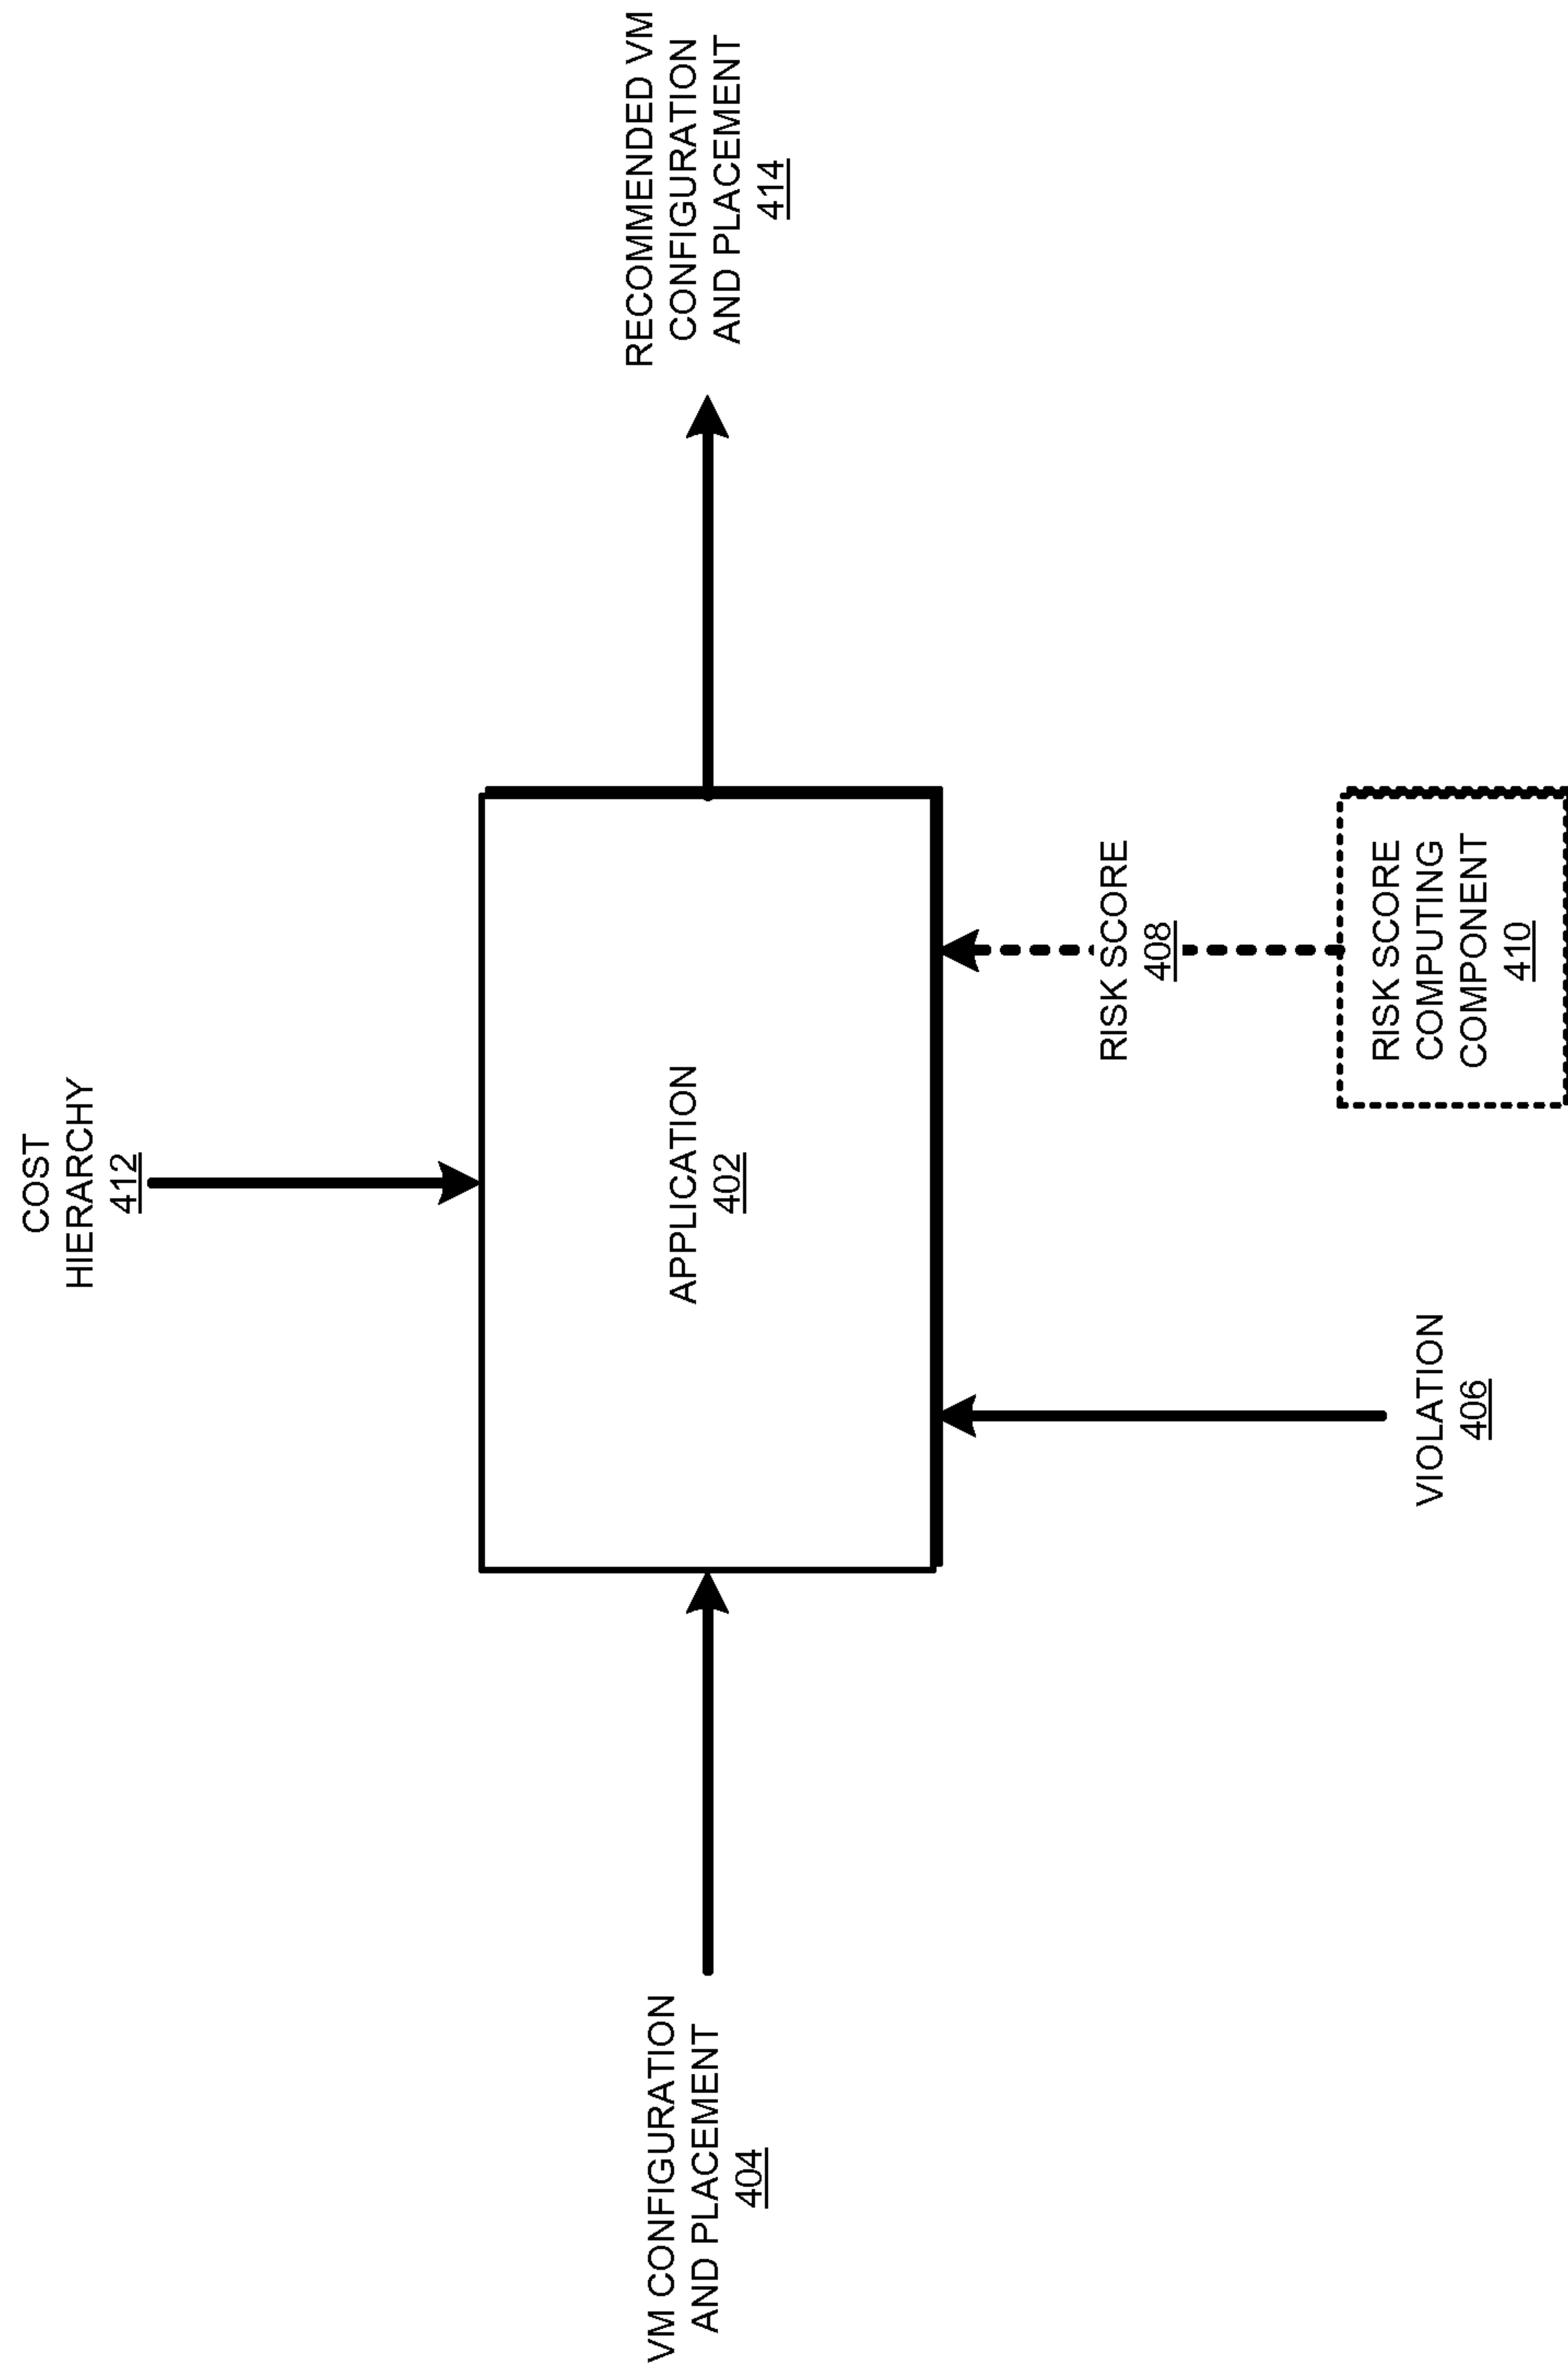 COST
HIERARCHY
412
VM CONFIGURATION
AND PLACEMENT
404
APPLICATION
402
RECOMMENDED VM
CONFIGURATION
AND PLACEMENT
414
VIOLATION
406
RISK SCORE
408
RISK SCORE
COMPUTING
COMPONENT
410